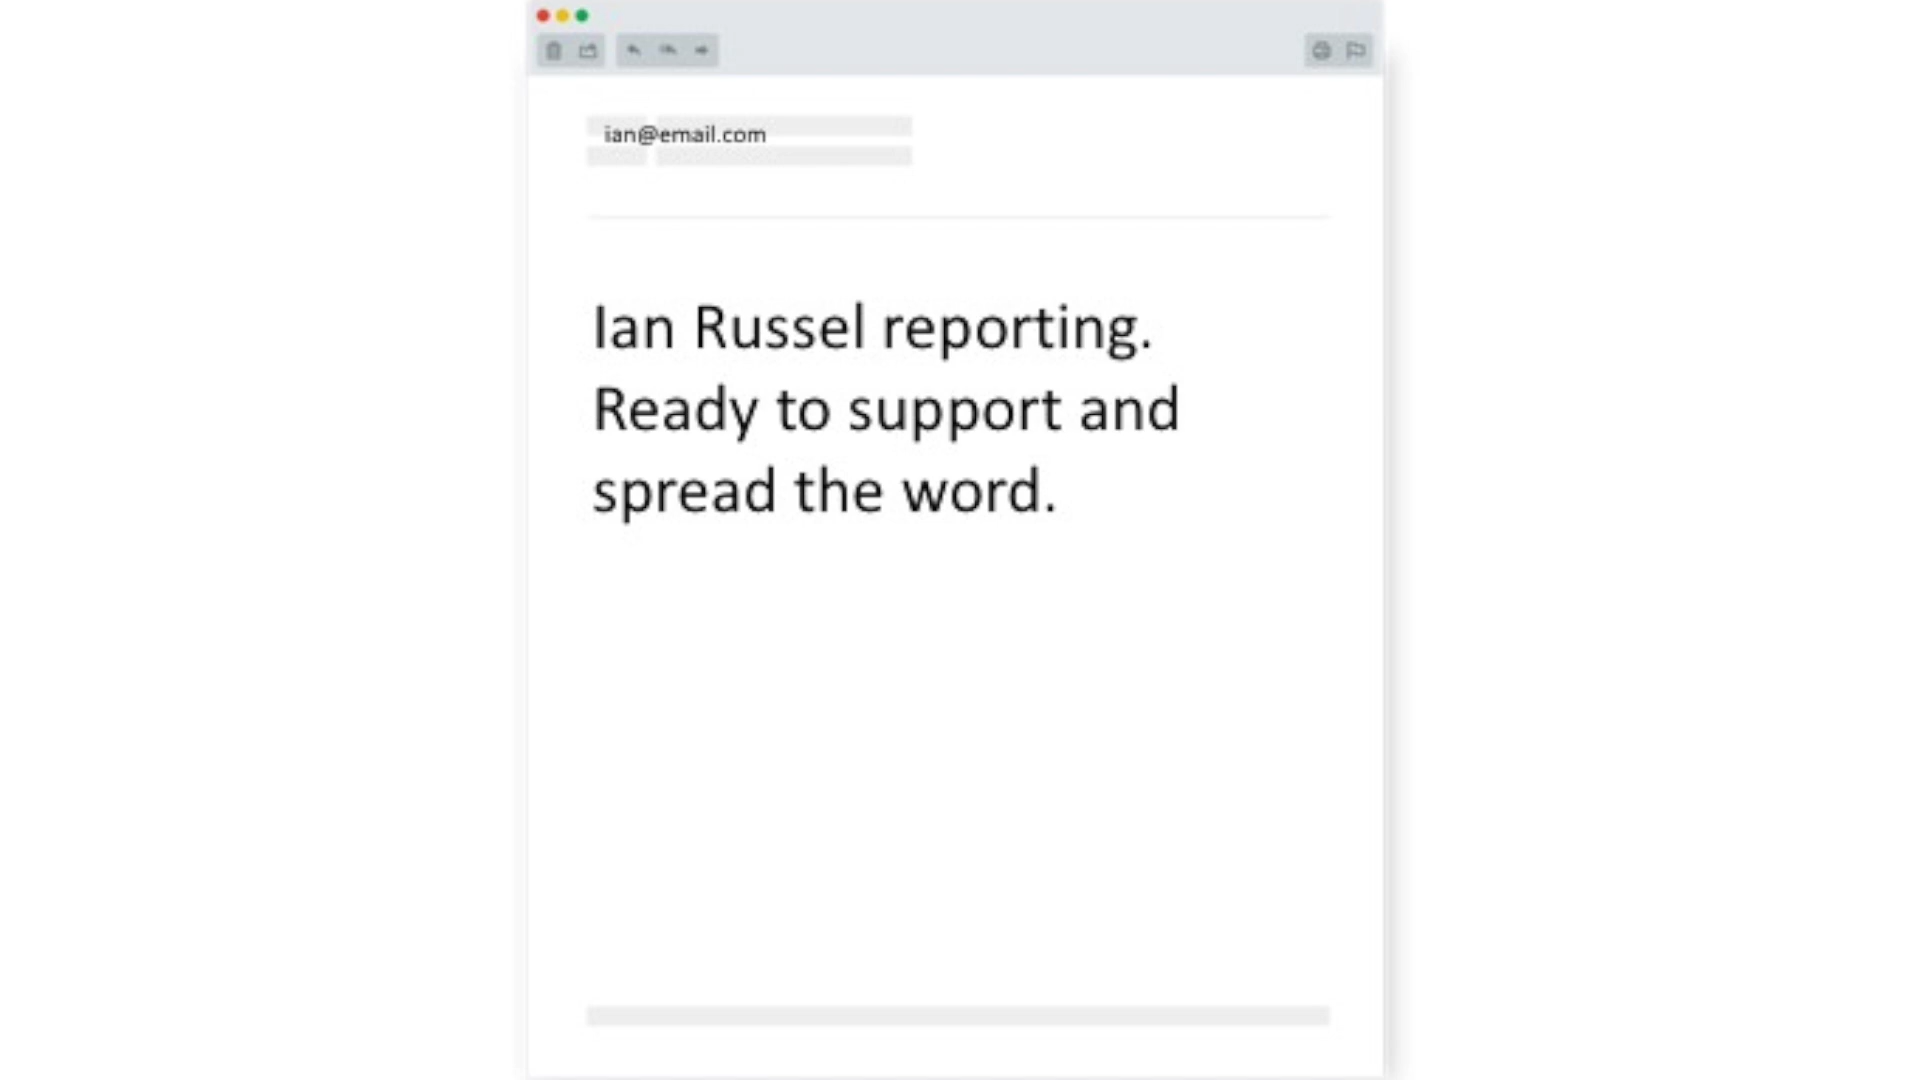 ian@email.com
Ian Russel reporting.
Ready to support and
spread the word.